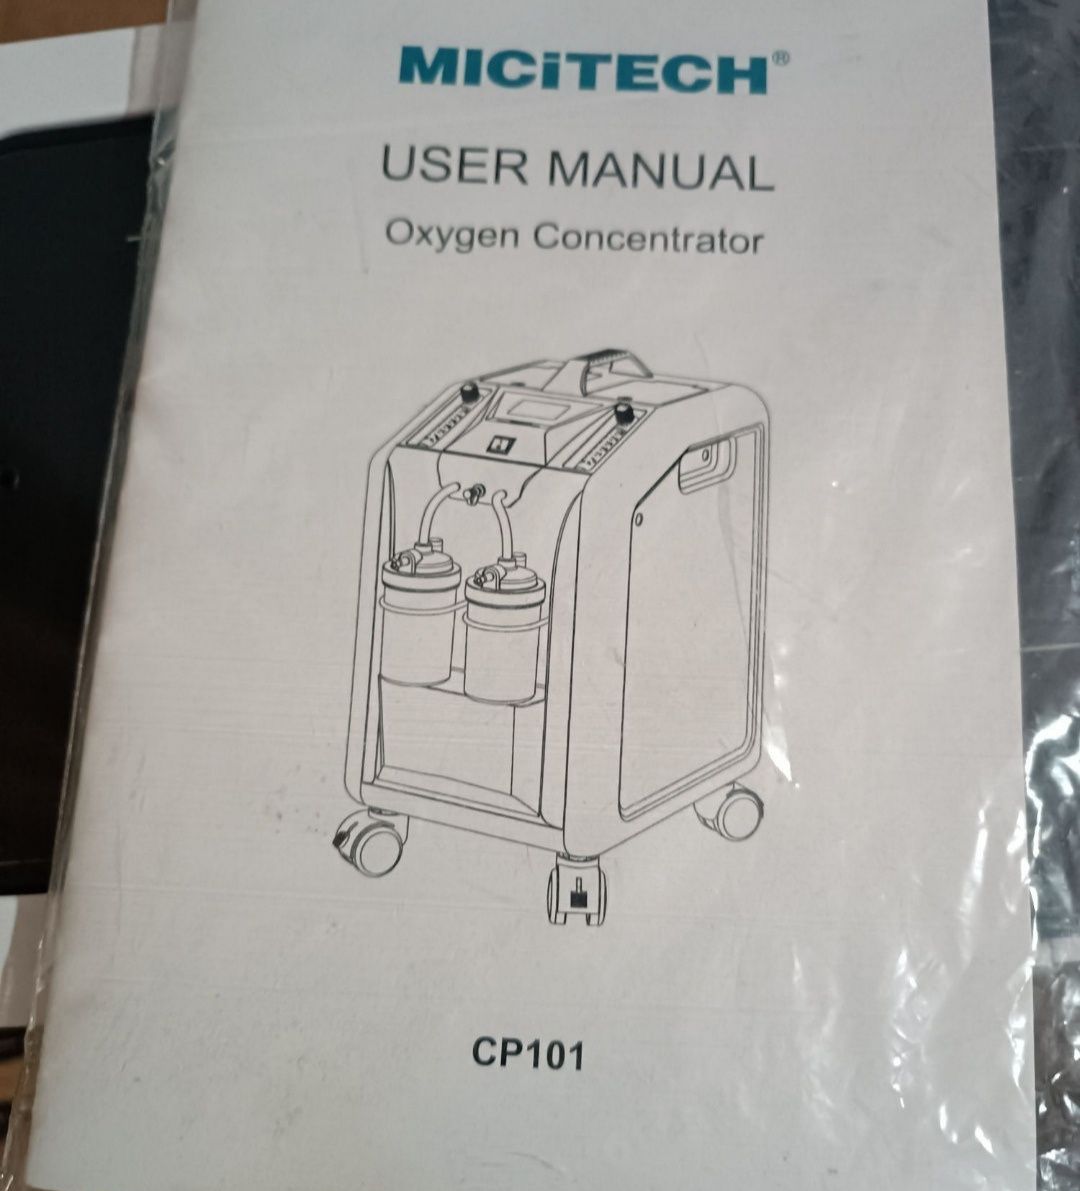 MICiTECH®
USER MANUAL
Oxygen Concentrator
CP101